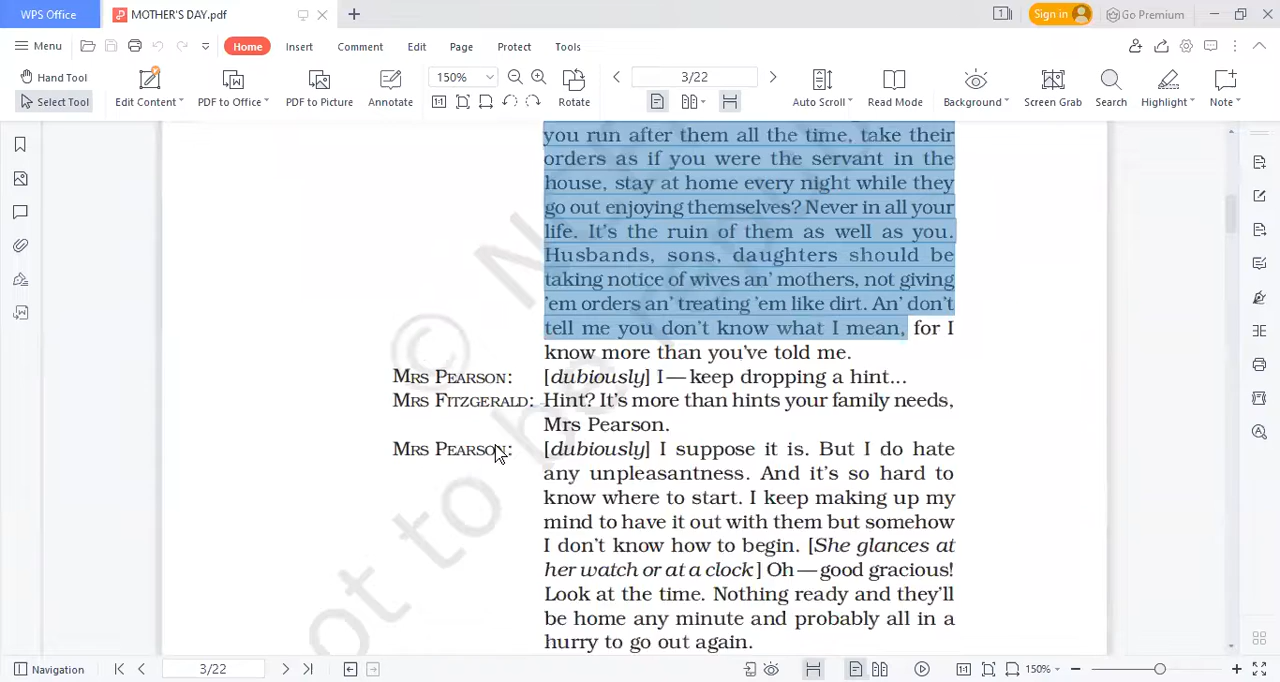 WPS Office
MOTHER'S DAY.pdf
Sign in
Go Premium
Menu
Home
Insert
Comment
Edit
Page
Protect
Tools
Hand Tool
Select Tool
Edit Content
PDF to Office
PDF to Picture
Annotate
150%
Rotate
3/22
Auto Scroll
Read Mode
Background
Screen Grab
Search
Highlight
Note
you run after them all the time, take their
orders as if you were the servant in the
house, stay at home every night while they
go out enjoying themselves? Never in all your
life. It's the ruin of them as well as you.
Husbands, sons, daughters should be
taking notice of wives an' mothers, not giving
'em orders an' treating 'em like dirt. An' don't
tell me you don't know what I mean, for I
know more than you've told me.
MRS PEARSON: [dubiously] I—keep dropping a hint...
MRS FITZGERALD: Hint? It's more than hints your family needs,
Mrs Pearson.
MRS PEARSON: [dubiously] I suppose it is. But I do hate
any unpleasantness. And it's so hard to
know where to start. I keep making up my
mind to have it out with them but somehow
I don't know how to begin. [She glances at
her watch or at a clock] Oh—good gracious!
Look at the time. Nothing ready and they'll
be home any minute and probably all in a
hurry to go out again.
© N
not to be re
Navigation
3/22
150%